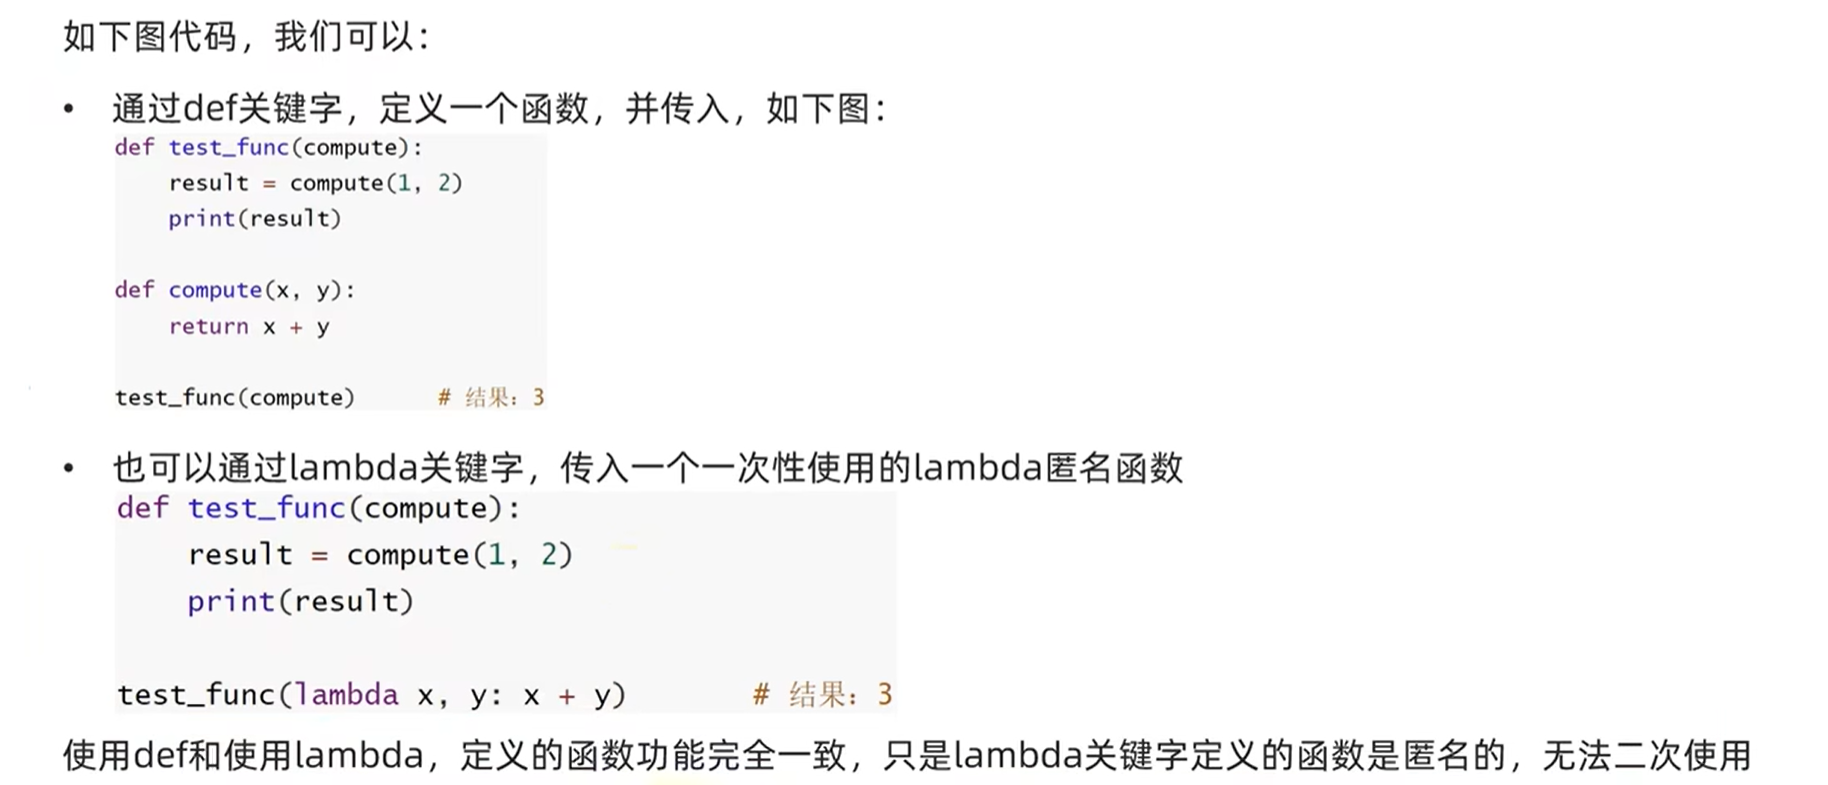 如下图代码，我们可以：
• 通过def关键字，定义一个函数，并传入，如下图：
def test_func(compute):
    result = compute(1, 2)
    print(result)
def compute(x, y):
    return x + y
test_func(compute)      # 结果：3
• 也可以通过lambda关键字，传入一个一次性使用的lambda匿名函数
def test_func(compute):
    result = compute(1, 2)
    print(result)
test_func(lambda x, y: x + y)       # 结果：3
使用def和使用lambda，定义的函数功能完全一致，只是lambda关键字定义的函数是匿名的，无法二次使用